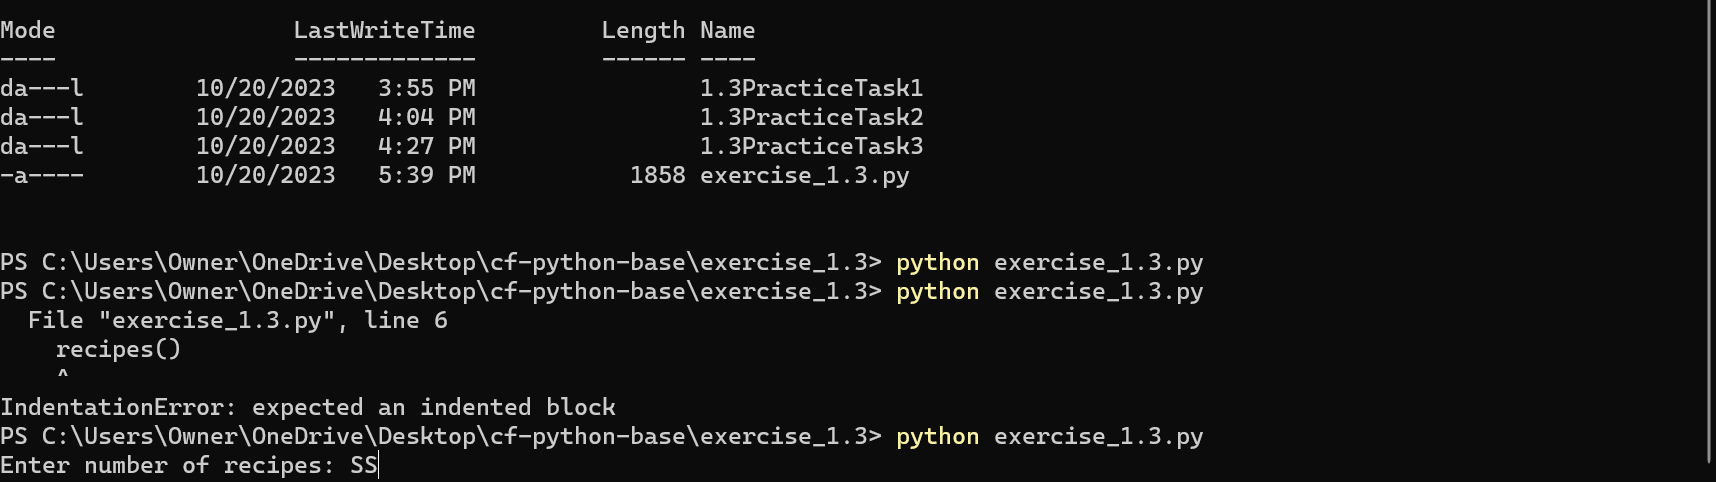 Mode                 LastWriteTime         Length Name
----                 -------------         ------ ----
da---l        10/20/2023   3:55 PM                1.3PracticeTask1
da---l        10/20/2023   4:04 PM                1.3PracticeTask2
da---l        10/20/2023   4:27 PM                1.3PracticeTask3
-a----        10/20/2023   5:39 PM           1858 exercise_1.3.py
PS C:\Users\Owner\OneDrive\Desktop\cf-python-base\exercise_1.3> python exercise_1.3.py
PS C:\Users\Owner\OneDrive\Desktop\cf-python-base\exercise_1.3> python exercise_1.3.py
  File "exercise_1.3.py", line 6
    recipes()
    ^
IndentationError: expected an indented block
PS C:\Users\Owner\OneDrive\Desktop\cf-python-base\exercise_1.3> python exercise_1.3.py
Enter number of recipes: SS